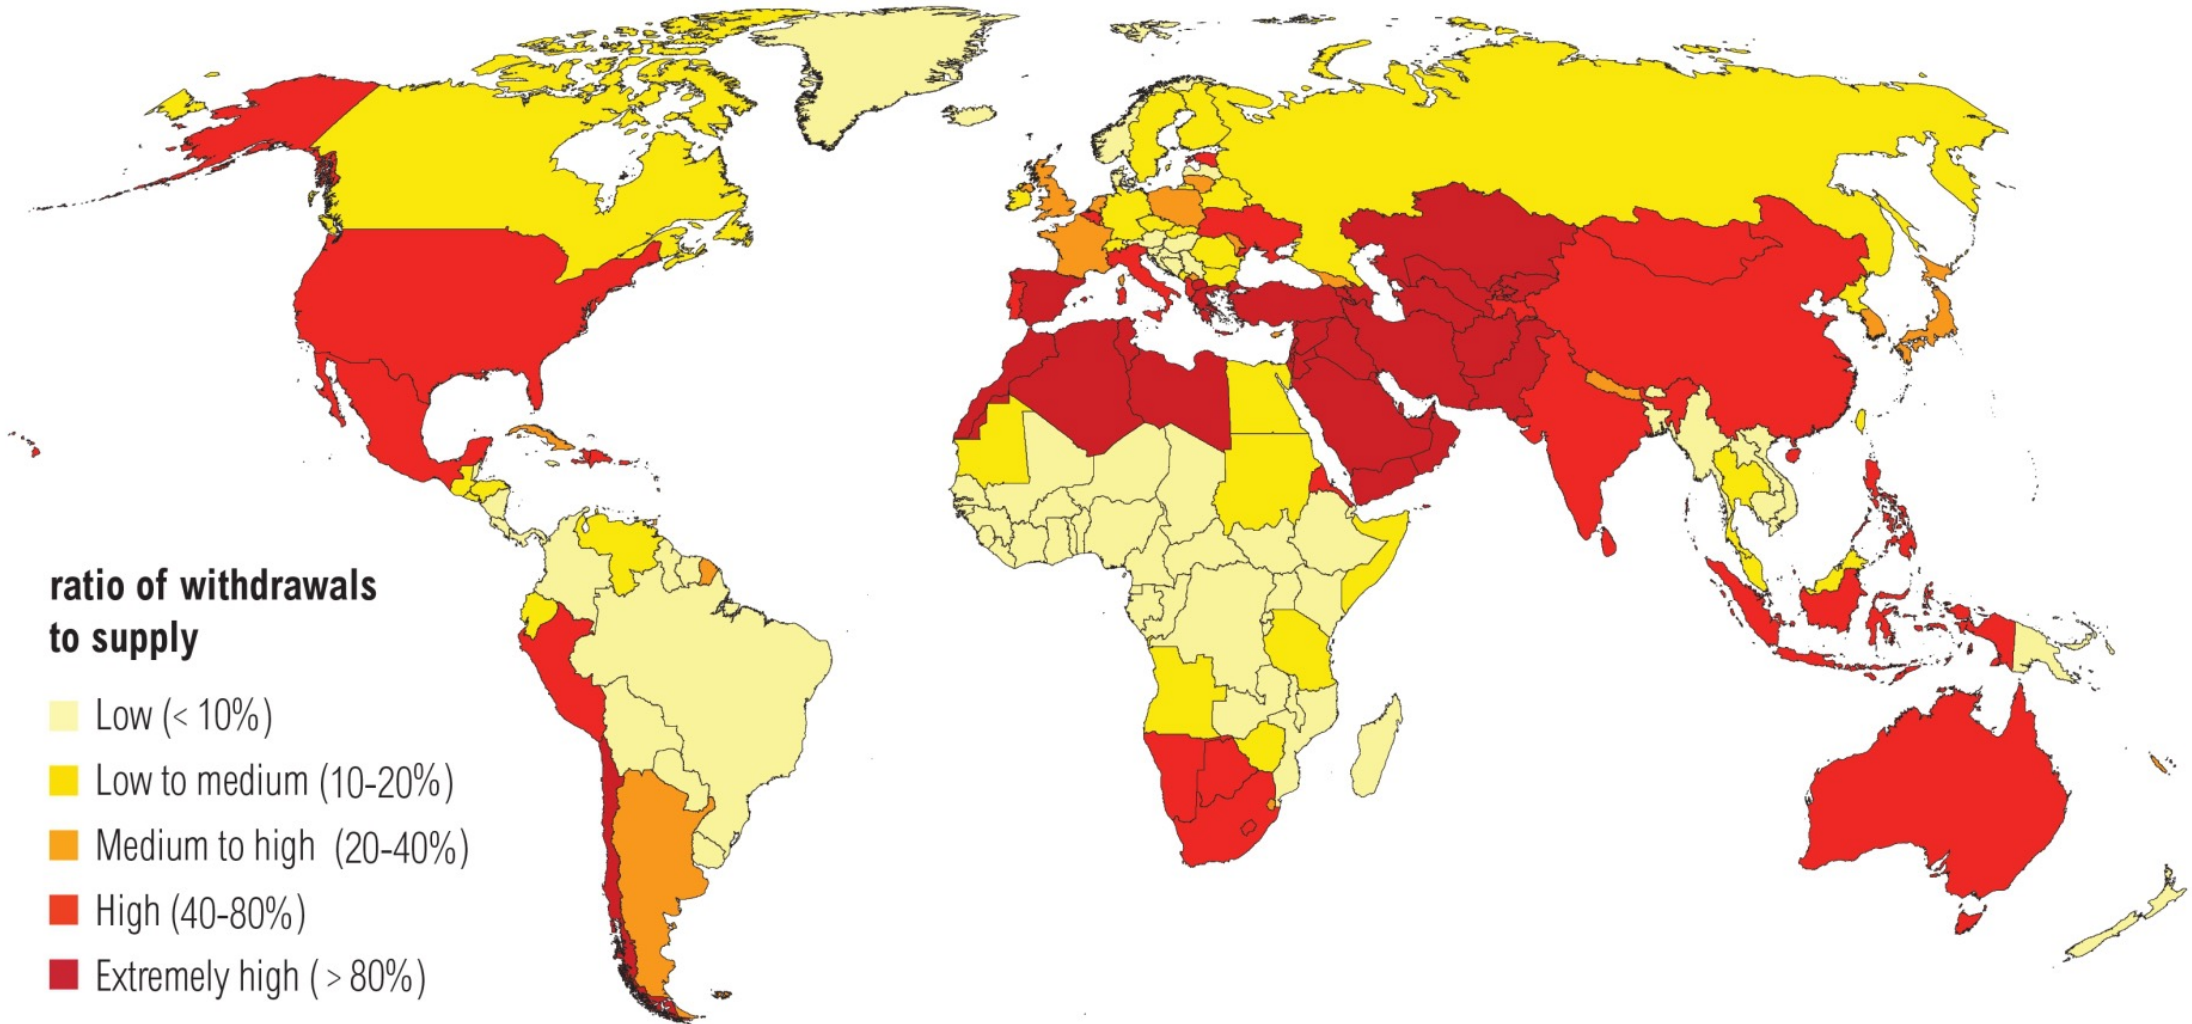 ratio of withdrawals
to supply
Low (< 10%)
Low to medium (10-20%)
Medium to high (20-40%)
High (40-80%)
Extremely high ( > 80%)